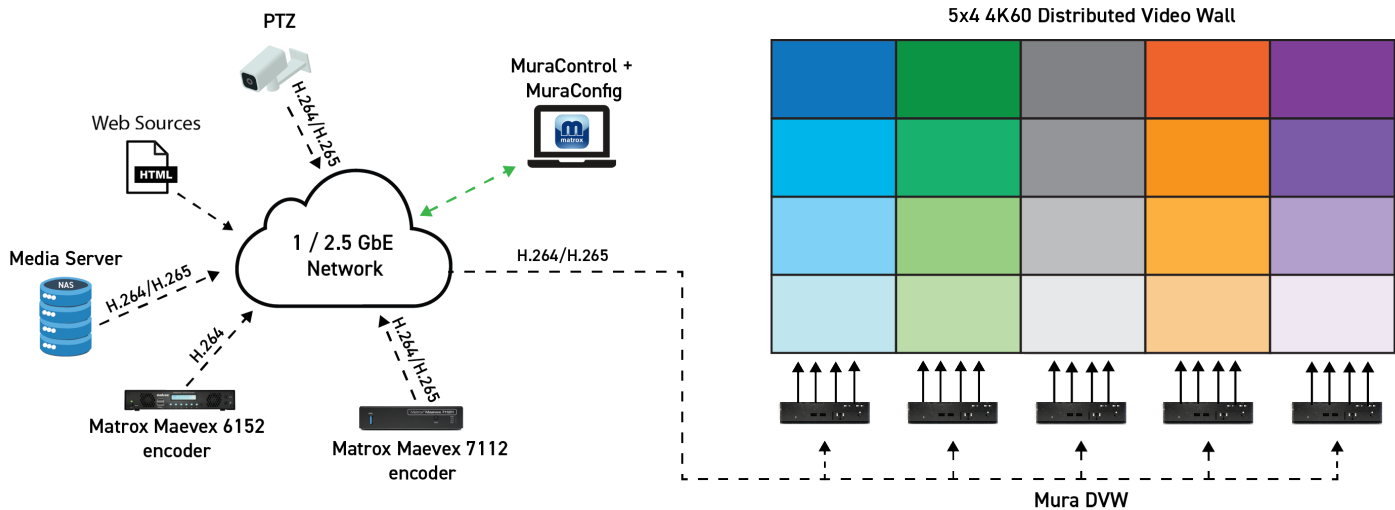 PTZ
5x4 4K60 Distributed Video Wall
MuraControl +
MuraConfig
matrox
H.264/H.265
Web Sources
HTML
1 / 2.5 GbE
Network
H.264/H.265
Media Server
NAS
H.264/H.265
H.264
H.264/H.265
Matrox Maevex 6152
encoder
Matrox Maevex 7112
encoder
Mura DVW